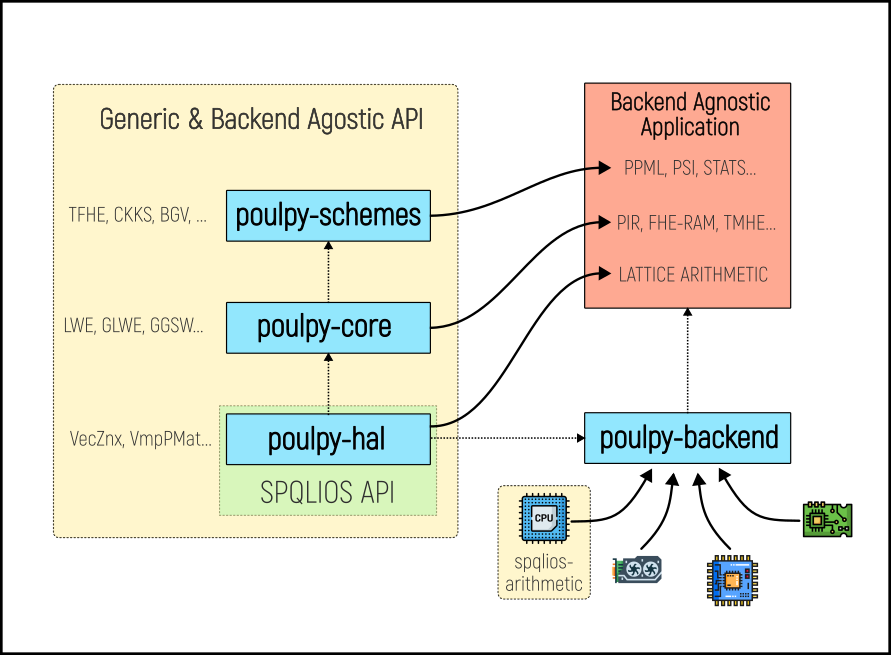 Generic & Backend Agostic API
TFHE, CKKS, BGV, ...
poulpy-schemes
LWE, GLWE, GGSW...
poulpy-core
VecZnx, VmpPMat...
poulpy-hal
SPQLIOS API
Backend Agnostic
Application
PPML, PSI, STATS...
PIR, FHE-RAM, TMHE...
LATTICE ARITHMETIC
poulpy-backend
CPU
spqlios-
arithmetic